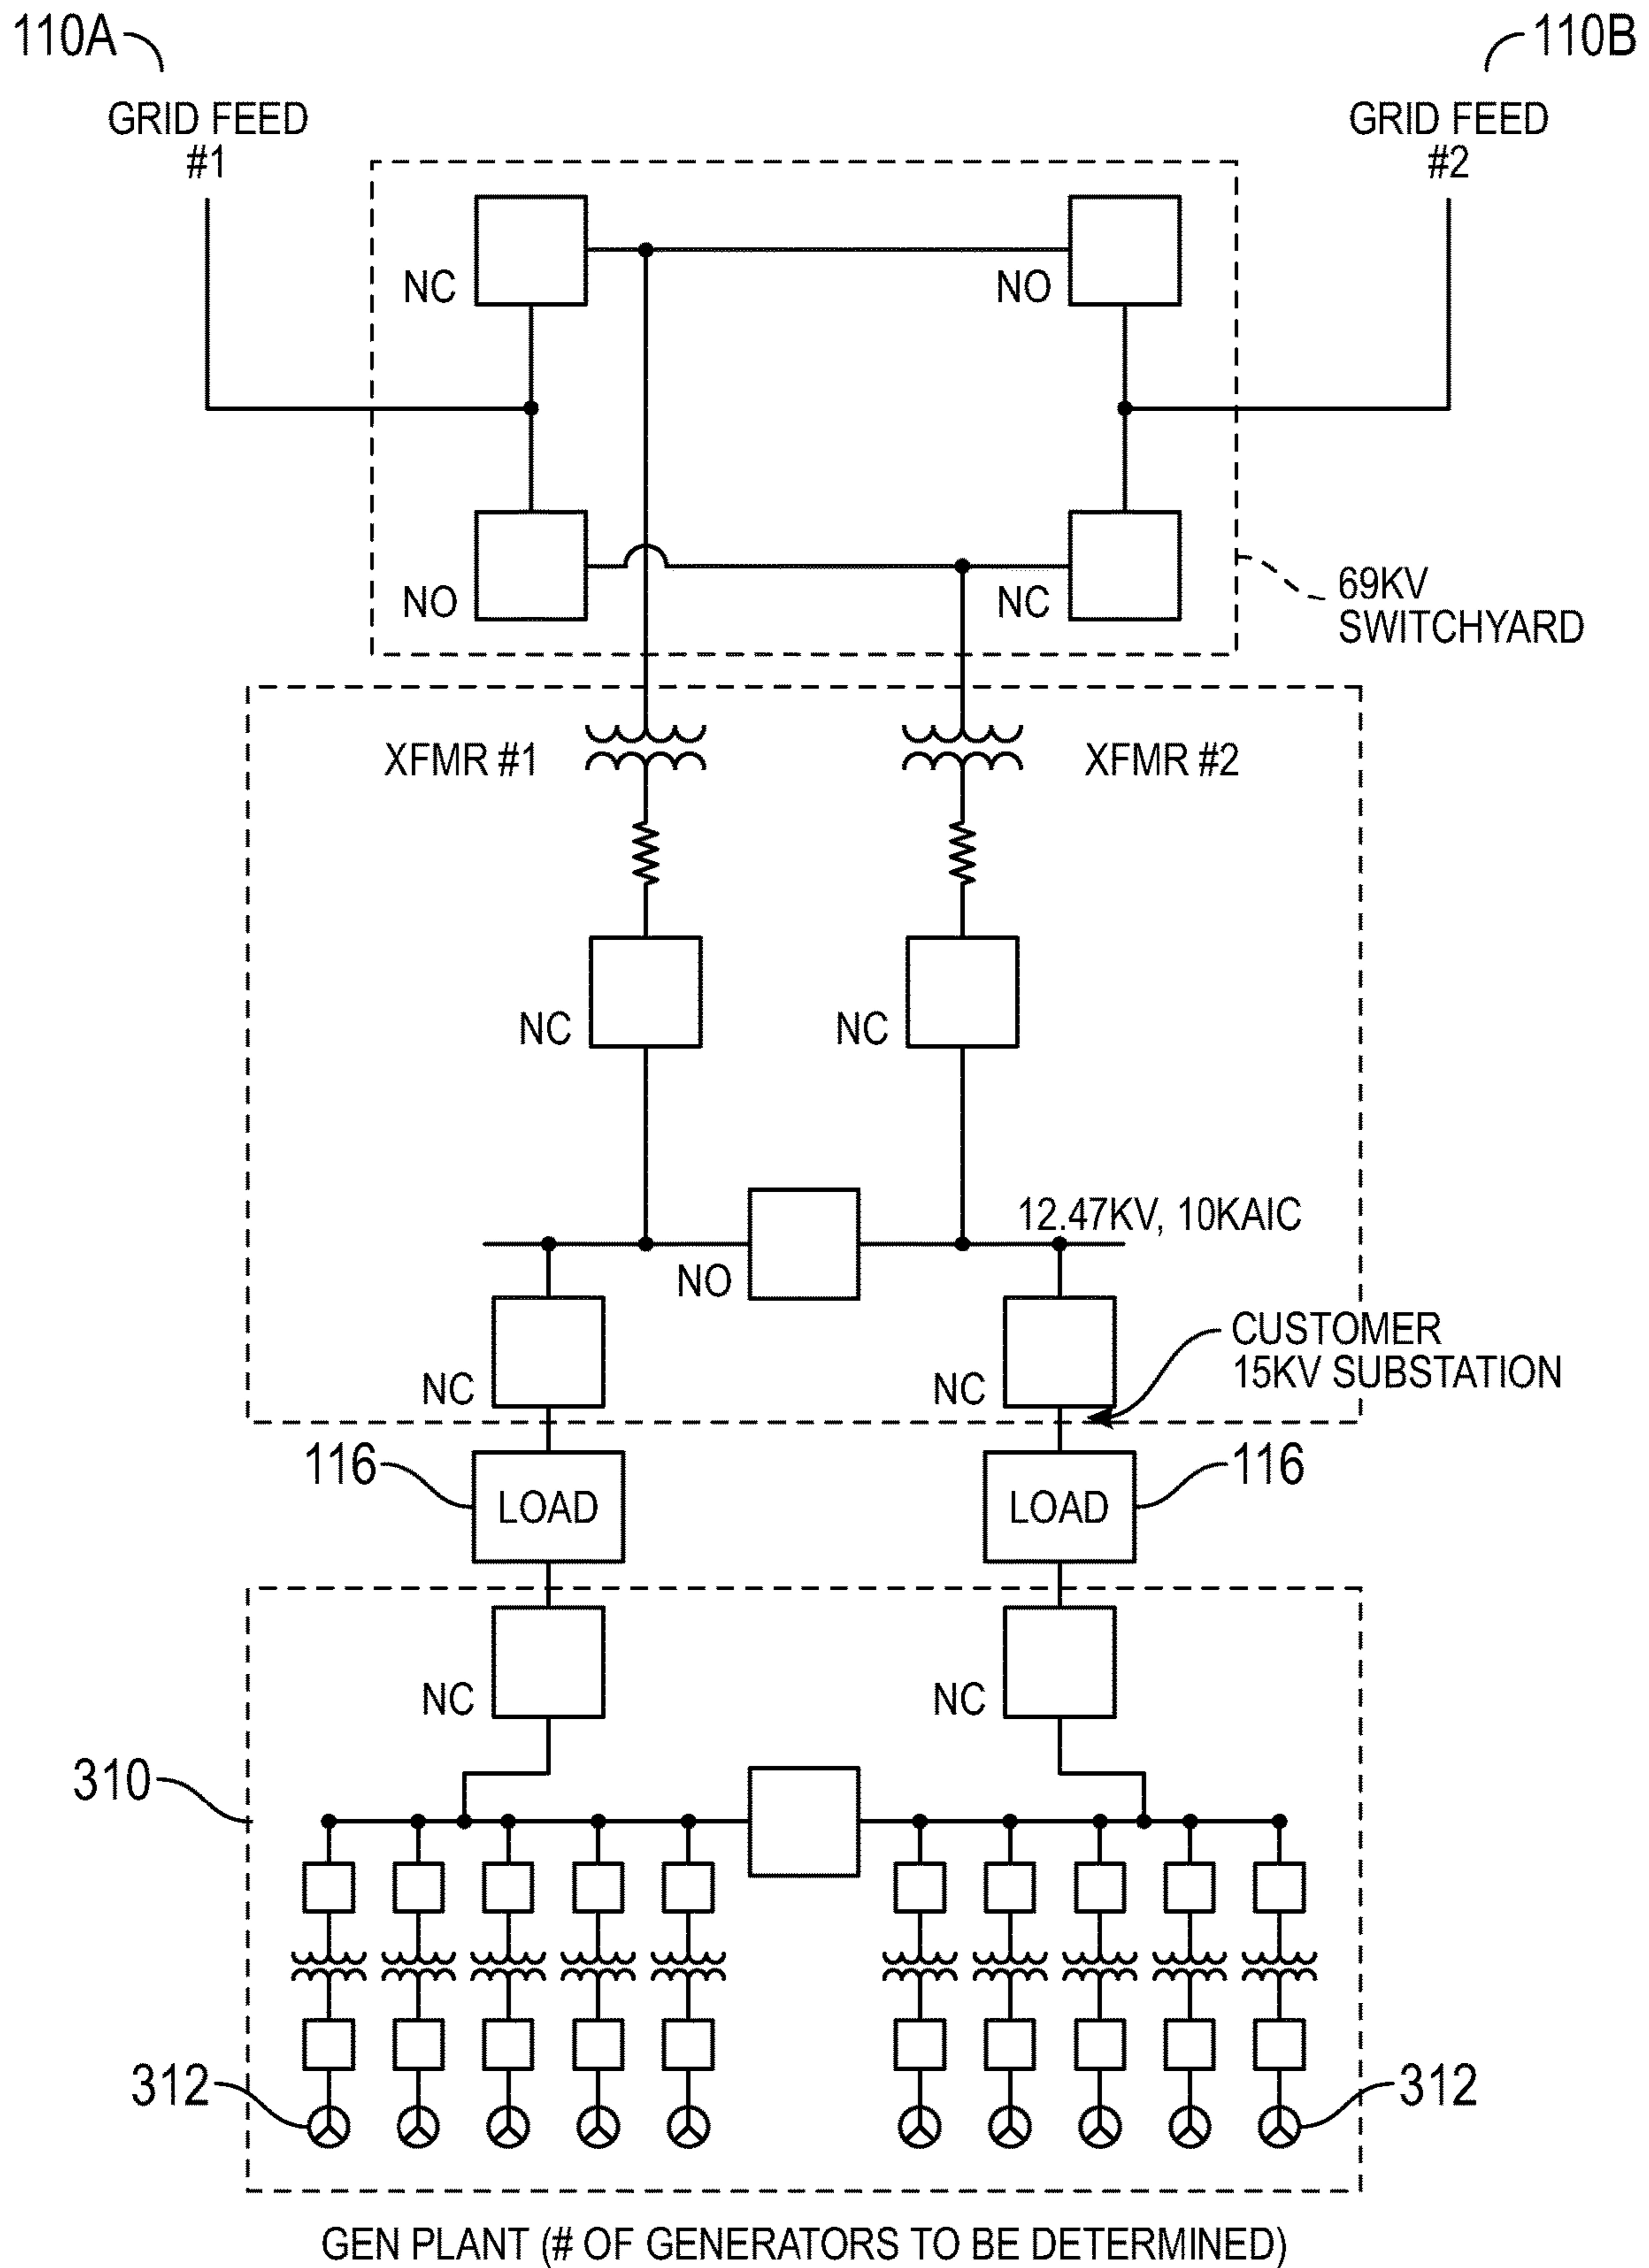 110A
110B
GRID FEED
#1
GRID FEED
#2
NC
NO
NO
NC
69KV
SWITCHYARD
XFMR #1
XFMR #2
NC
NC
12.47KV, 10KAIC
NO
CUSTOMER
15KV SUBSTATION
NC
NC
116
LOAD
LOAD
116
NC
NC
310
312
312
GEN PLANT (# OF GENERATORS TO BE DETERMINED)